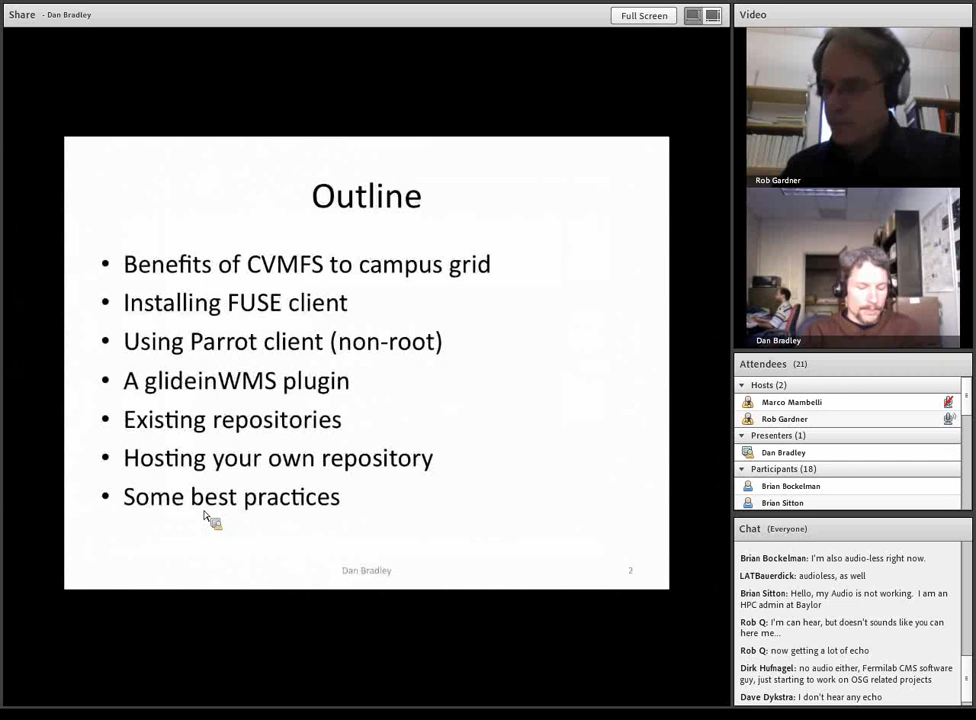 Share - Dan Bradley
Full Screen
Outline
• Benefits of CVMFS to campus grid
• Installing FUSE client
• Using Parrot client (non-root)
• A glideinWMS plugin
• Existing repositories
• Hosting your own repository
• Some best practices
Dan Bradley
2
Video
Rob Gardner
Dan Bradley
Attendees (21)
Hosts (2)
Marco Mambelli
Rob Gardner
Presenters (1)
Dan Bradley
Participants (18)
Brian Bockelman
Brian Sitton
Chat (Everyone)
Brian Bockelman: I'm also audio-less right now.
LATBauerdick: audioless, as well
Brian Sitton: Hello, my Audio is not working. I am an
HPC admin at Baylor
Rob Q: I'm can hear, but doesn't sounds like you can
here me...
Rob Q: now getting a lot of echo
Dirk Hufnagel: no audio either, Fermilab CMS software
guy, just starting to work on OSG related projects
Dave Dykstra: I don't hear any echo